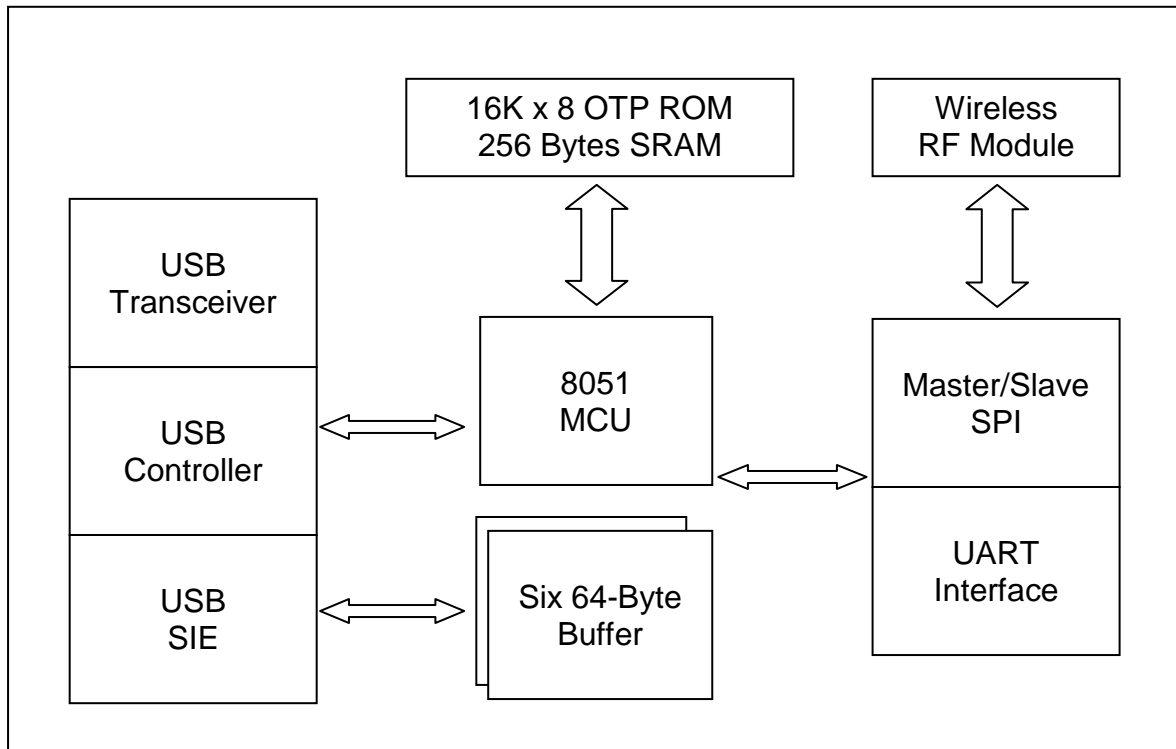 16K x 8 OTP ROM
256 Bytes SRAM
Wireless
RF Module
USB
Transceiver
8051
MCU
Master/Slave
SPI
USB
Controller
UART
Interface
USB
SIE
Six 64-Byte
Buffer